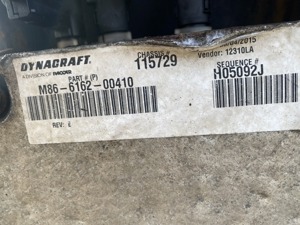 DYNACRAFT.
A DIVISION OF PACCAR
PART # (P)
M86-6162-00410
REV: E
CHASSIS #
115729
/2015
Vendor: 12310LA
SEQUENCE #
H05092J